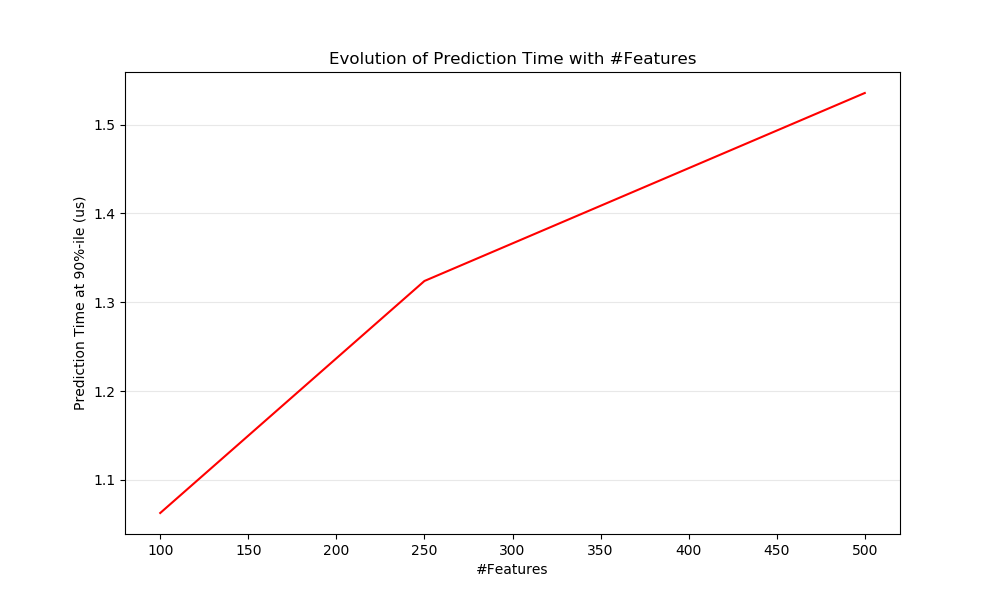 Evolution of Prediction Time with #Features
Prediction Time at 90%-ile (us)
1.5
1.4
1.3
1.2
1.1
100 150 200 250 300 350 400 450 500
#Features